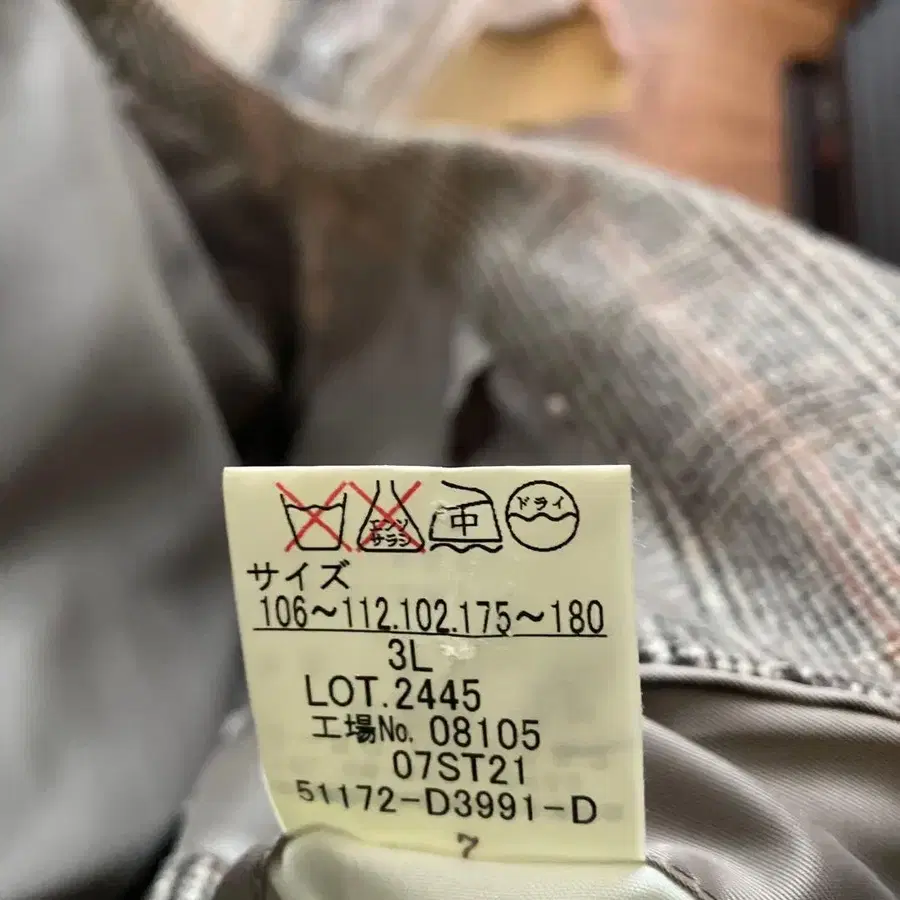 エンソ
サラシ
中
ドライ
サイズ
106～112.102.175～180
3L
LOT.2445
工場No. 08105
07ST21
51172-D3991-D
7